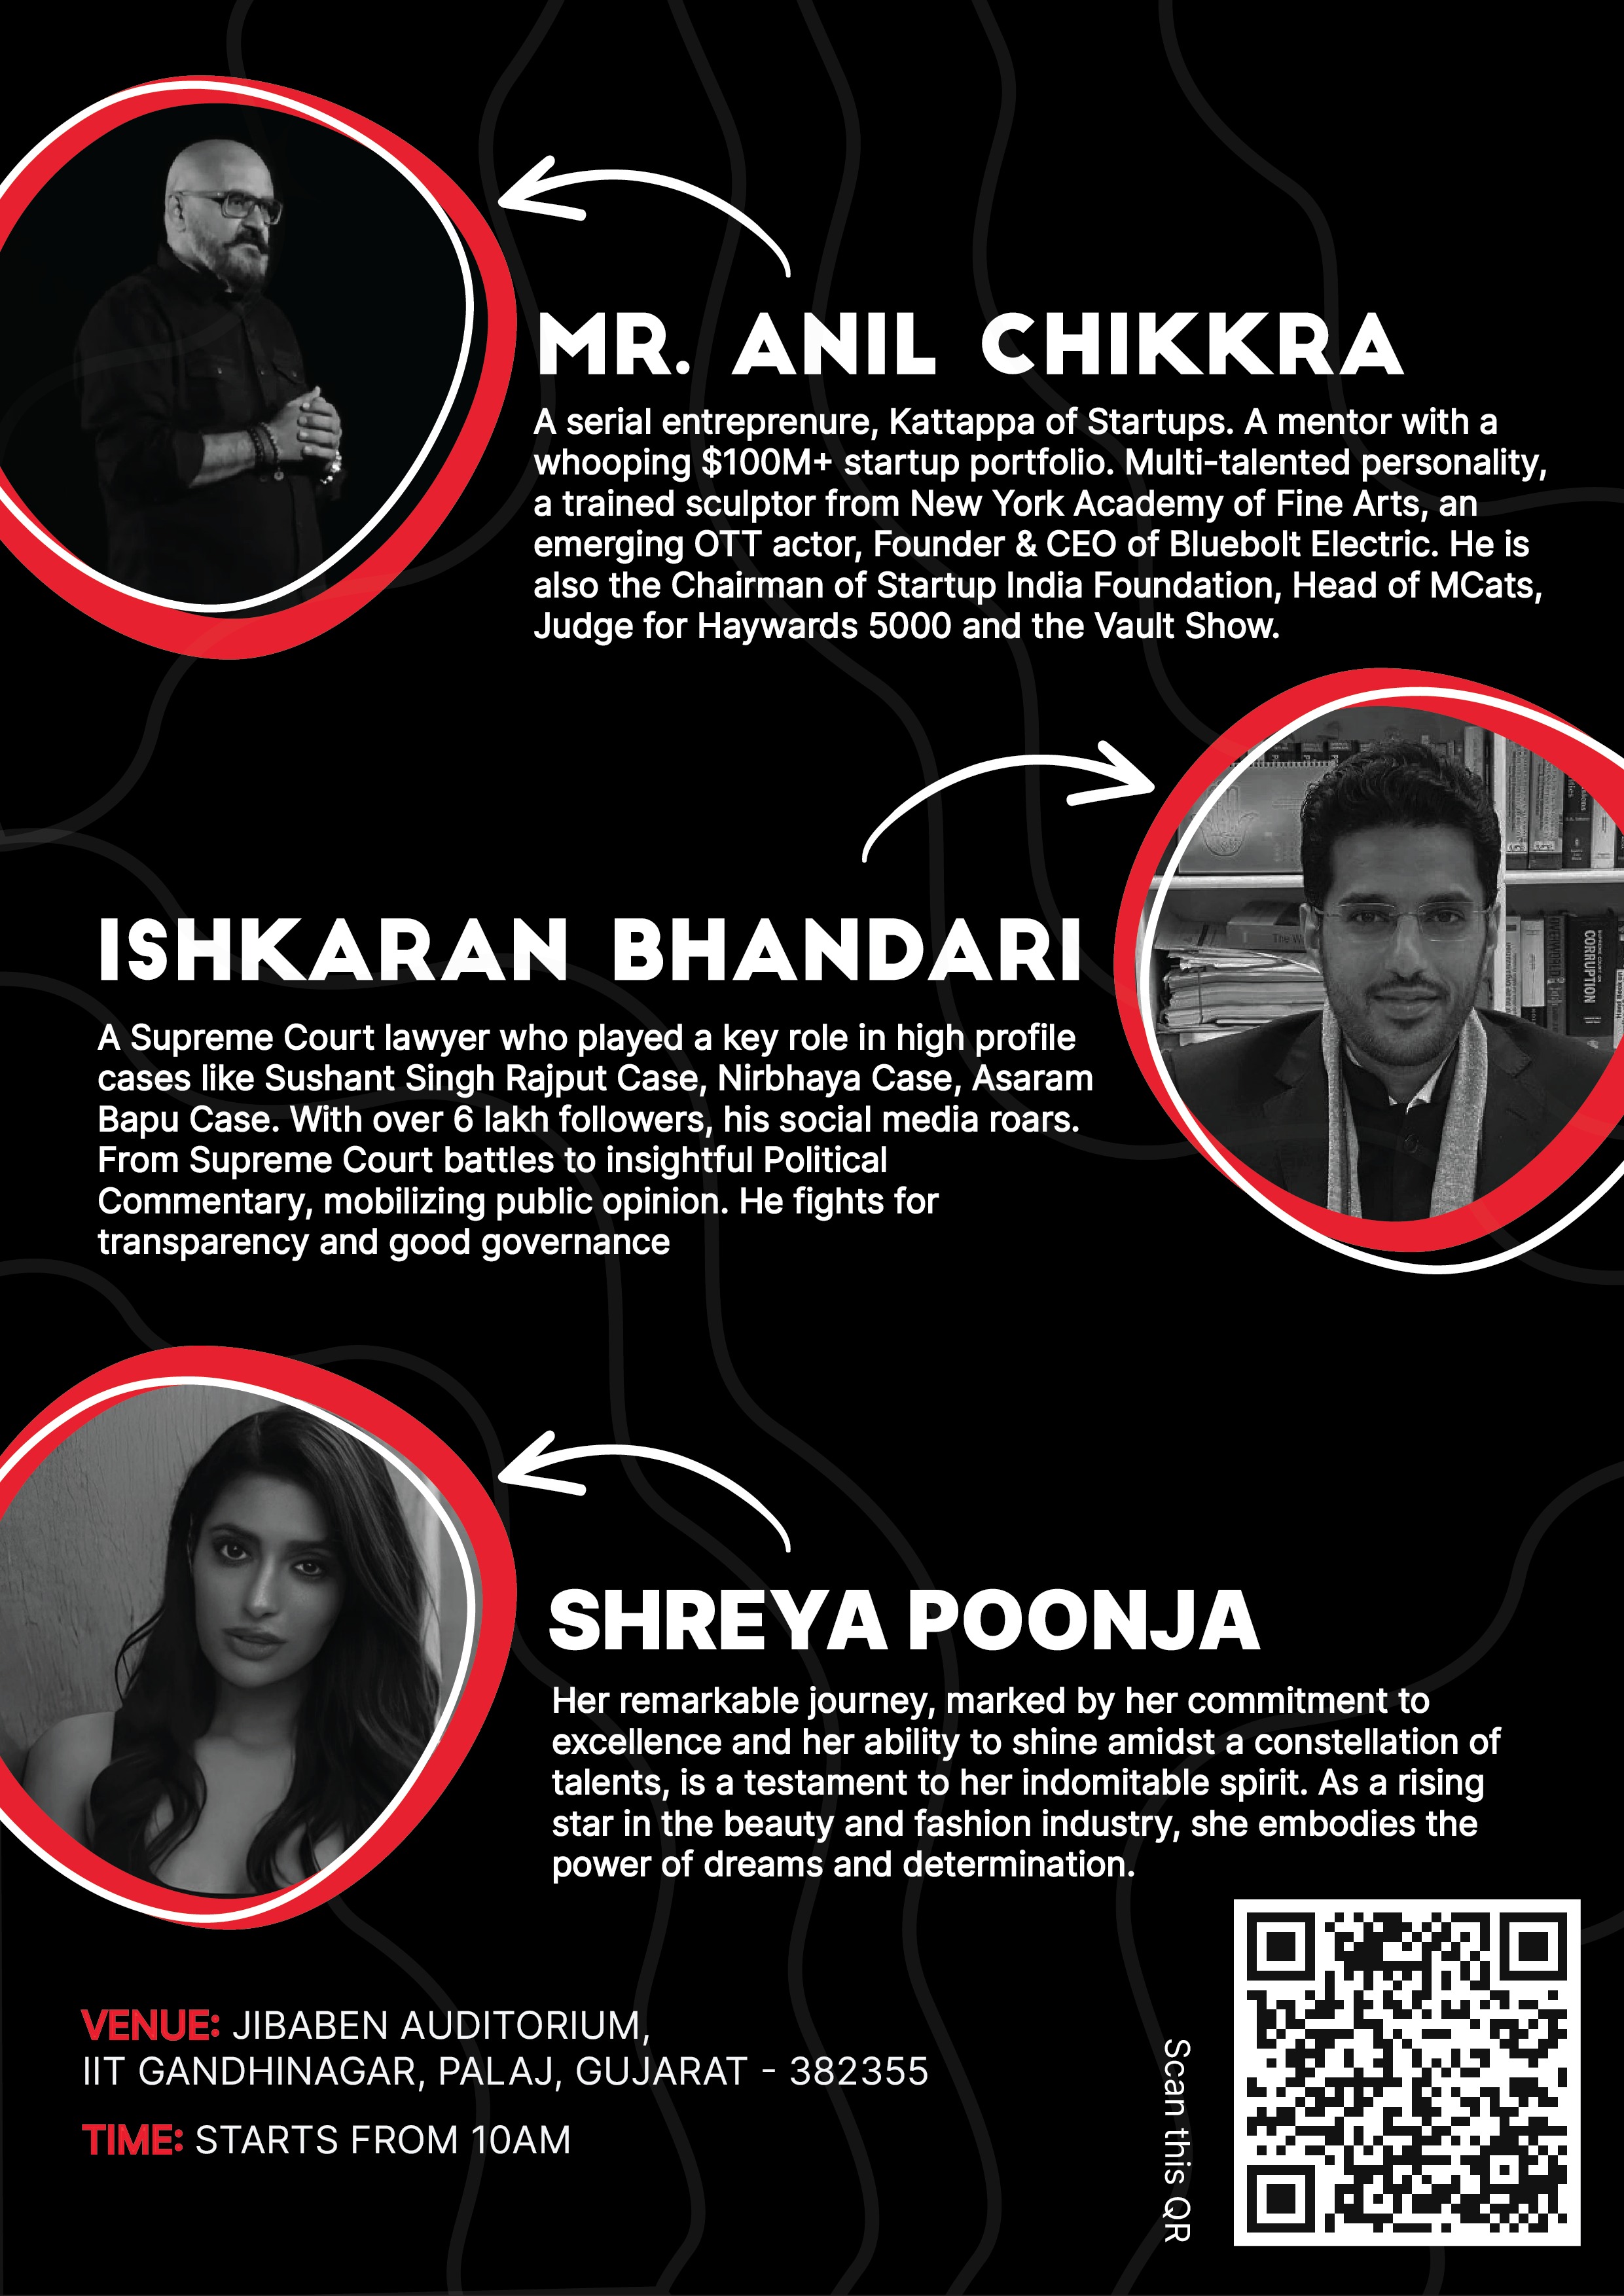 MR. ANIL CHIKKRA
A serial entreprenure, Kattappa of Startups. A mentor with a
whooping $100M+ startup portfolio. Multi-talented personality,
a trained sculptor from New York Academy of Fine Arts, an
emerging OTT actor, Founder & CEO of Bluebolt Electric. He is
also the Chairman of Startup India Foundation, Head of MCats,
Judge for Haywards 5000 and the Vault Show.
ISHKARAN BHANDARI
A Supreme Court lawyer who played a key role in high profile
cases like Sushant Singh Rajput Case, Nirbhaya Case, Asaram
Bapu Case. With over 6 lakh followers, his social media roars.
From Supreme Court battles to insightful Political
Commentary, mobilizing public opinion. He fights for
transparency and good governance
CORRUPTION
SHREYA POONJA
Her remarkable journey, marked by her commitment to
excellence and her ability to shine amidst a constellation of
talents, is a testament to her indomitable spirit. As a rising
star in the beauty and fashion industry, she embodies the
power of dreams and determination.
VENUE: JIBABEN AUDITORIUM,
IIT GANDHINAGAR, PALAJ, GUJARAT - 382355
TIME: STARTS FROM 10AM
Scan this QR